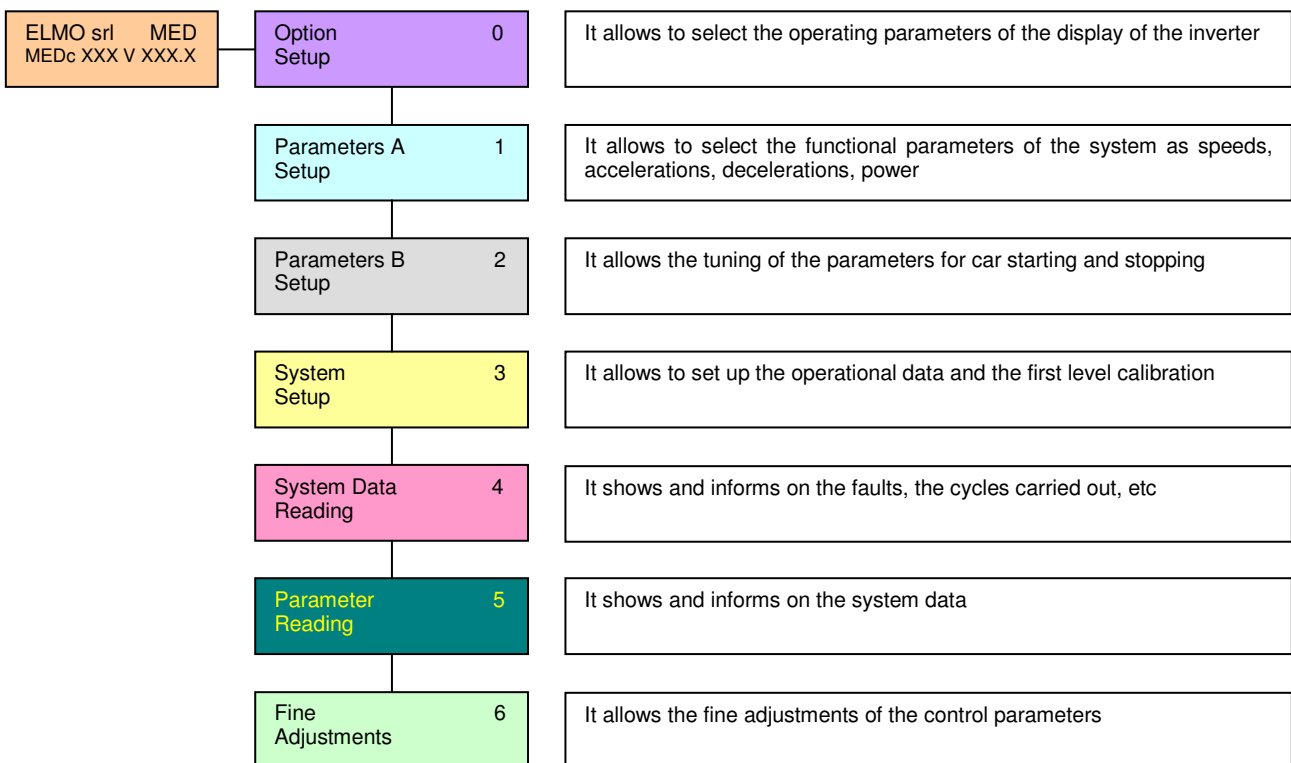 ELMO srl MED
MEDc XXX V XXX.X
Option 0
Setup
It allows to select the operating parameters of the display of the inverter
Parameters A 1
Setup
It allows to select the functional parameters of the system as speeds,
accelerations, decelerations, power
Parameters B 2
Setup
It allows the tuning of the parameters for car starting and stopping
System 3
Setup
It allows to set up the operational data and the first level calibration
System Data 4
Reading
It shows and informs on the faults, the cycles carried out, etc
Parameter 5
Reading
It shows and informs on the system data
Fine 6
Adjustments
It allows the fine adjustments of the control parameters